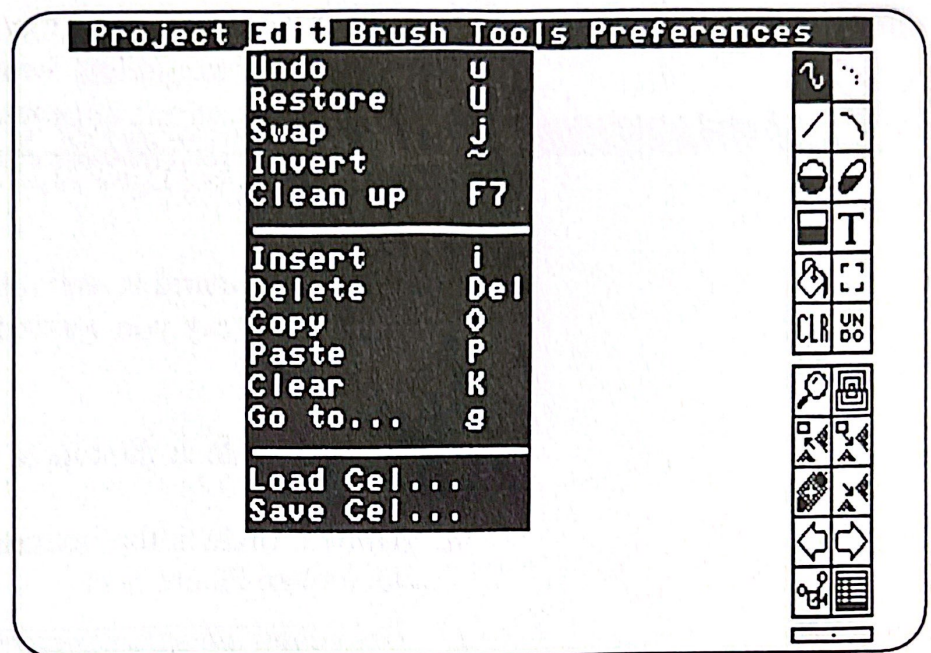 Project Edit Brush Tools Preferences
Undo u
Restore U
Swap j
Invert ~
Clean up F7
Insert i
Delete Del
Copy O
Paste P
Clear K
Go to... g
Load Cel...
Save Cel...
T
CLR UN
DO